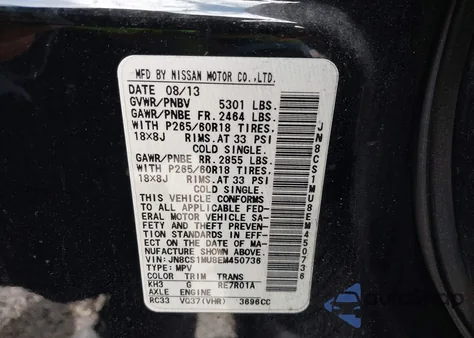 MFD BY NISSAN MOTOR CO.,LTD.
DATE 08/13
GVWR/PNBV 5301 LBS.
GAWR/PNBE FR. 2464 LBS.
WITH P265/60R18 TIRES.
18X8J RIMS.AT 33 PSI
COLD SINGLE.
GAWR/PNBE RR. 2855 LBS.
WITH P265/60R18 TIRES.
18X8J RIMS.AT 33 PSI
COLD SINGLE.
THIS VEHICLE CONFORMS
TO ALL APPLICABLE FED-
ERAL MOTOR VEHICLE SA-
FETY AND THEFT PREVEN
TION STANDARDS IN EFF
ECT ON THE DATE OF MA
NUFACTURE SHOWN ABOVE
VIN: JN8CS1MU8EM450736
TYPE: MPV
COLOR TRIM TRANS
KH3 G RE7R01A
AXLE ENGINE
RC33 VQ37(VHR) 3696CC
JN8CS1MU8EM450736
AutoAuction